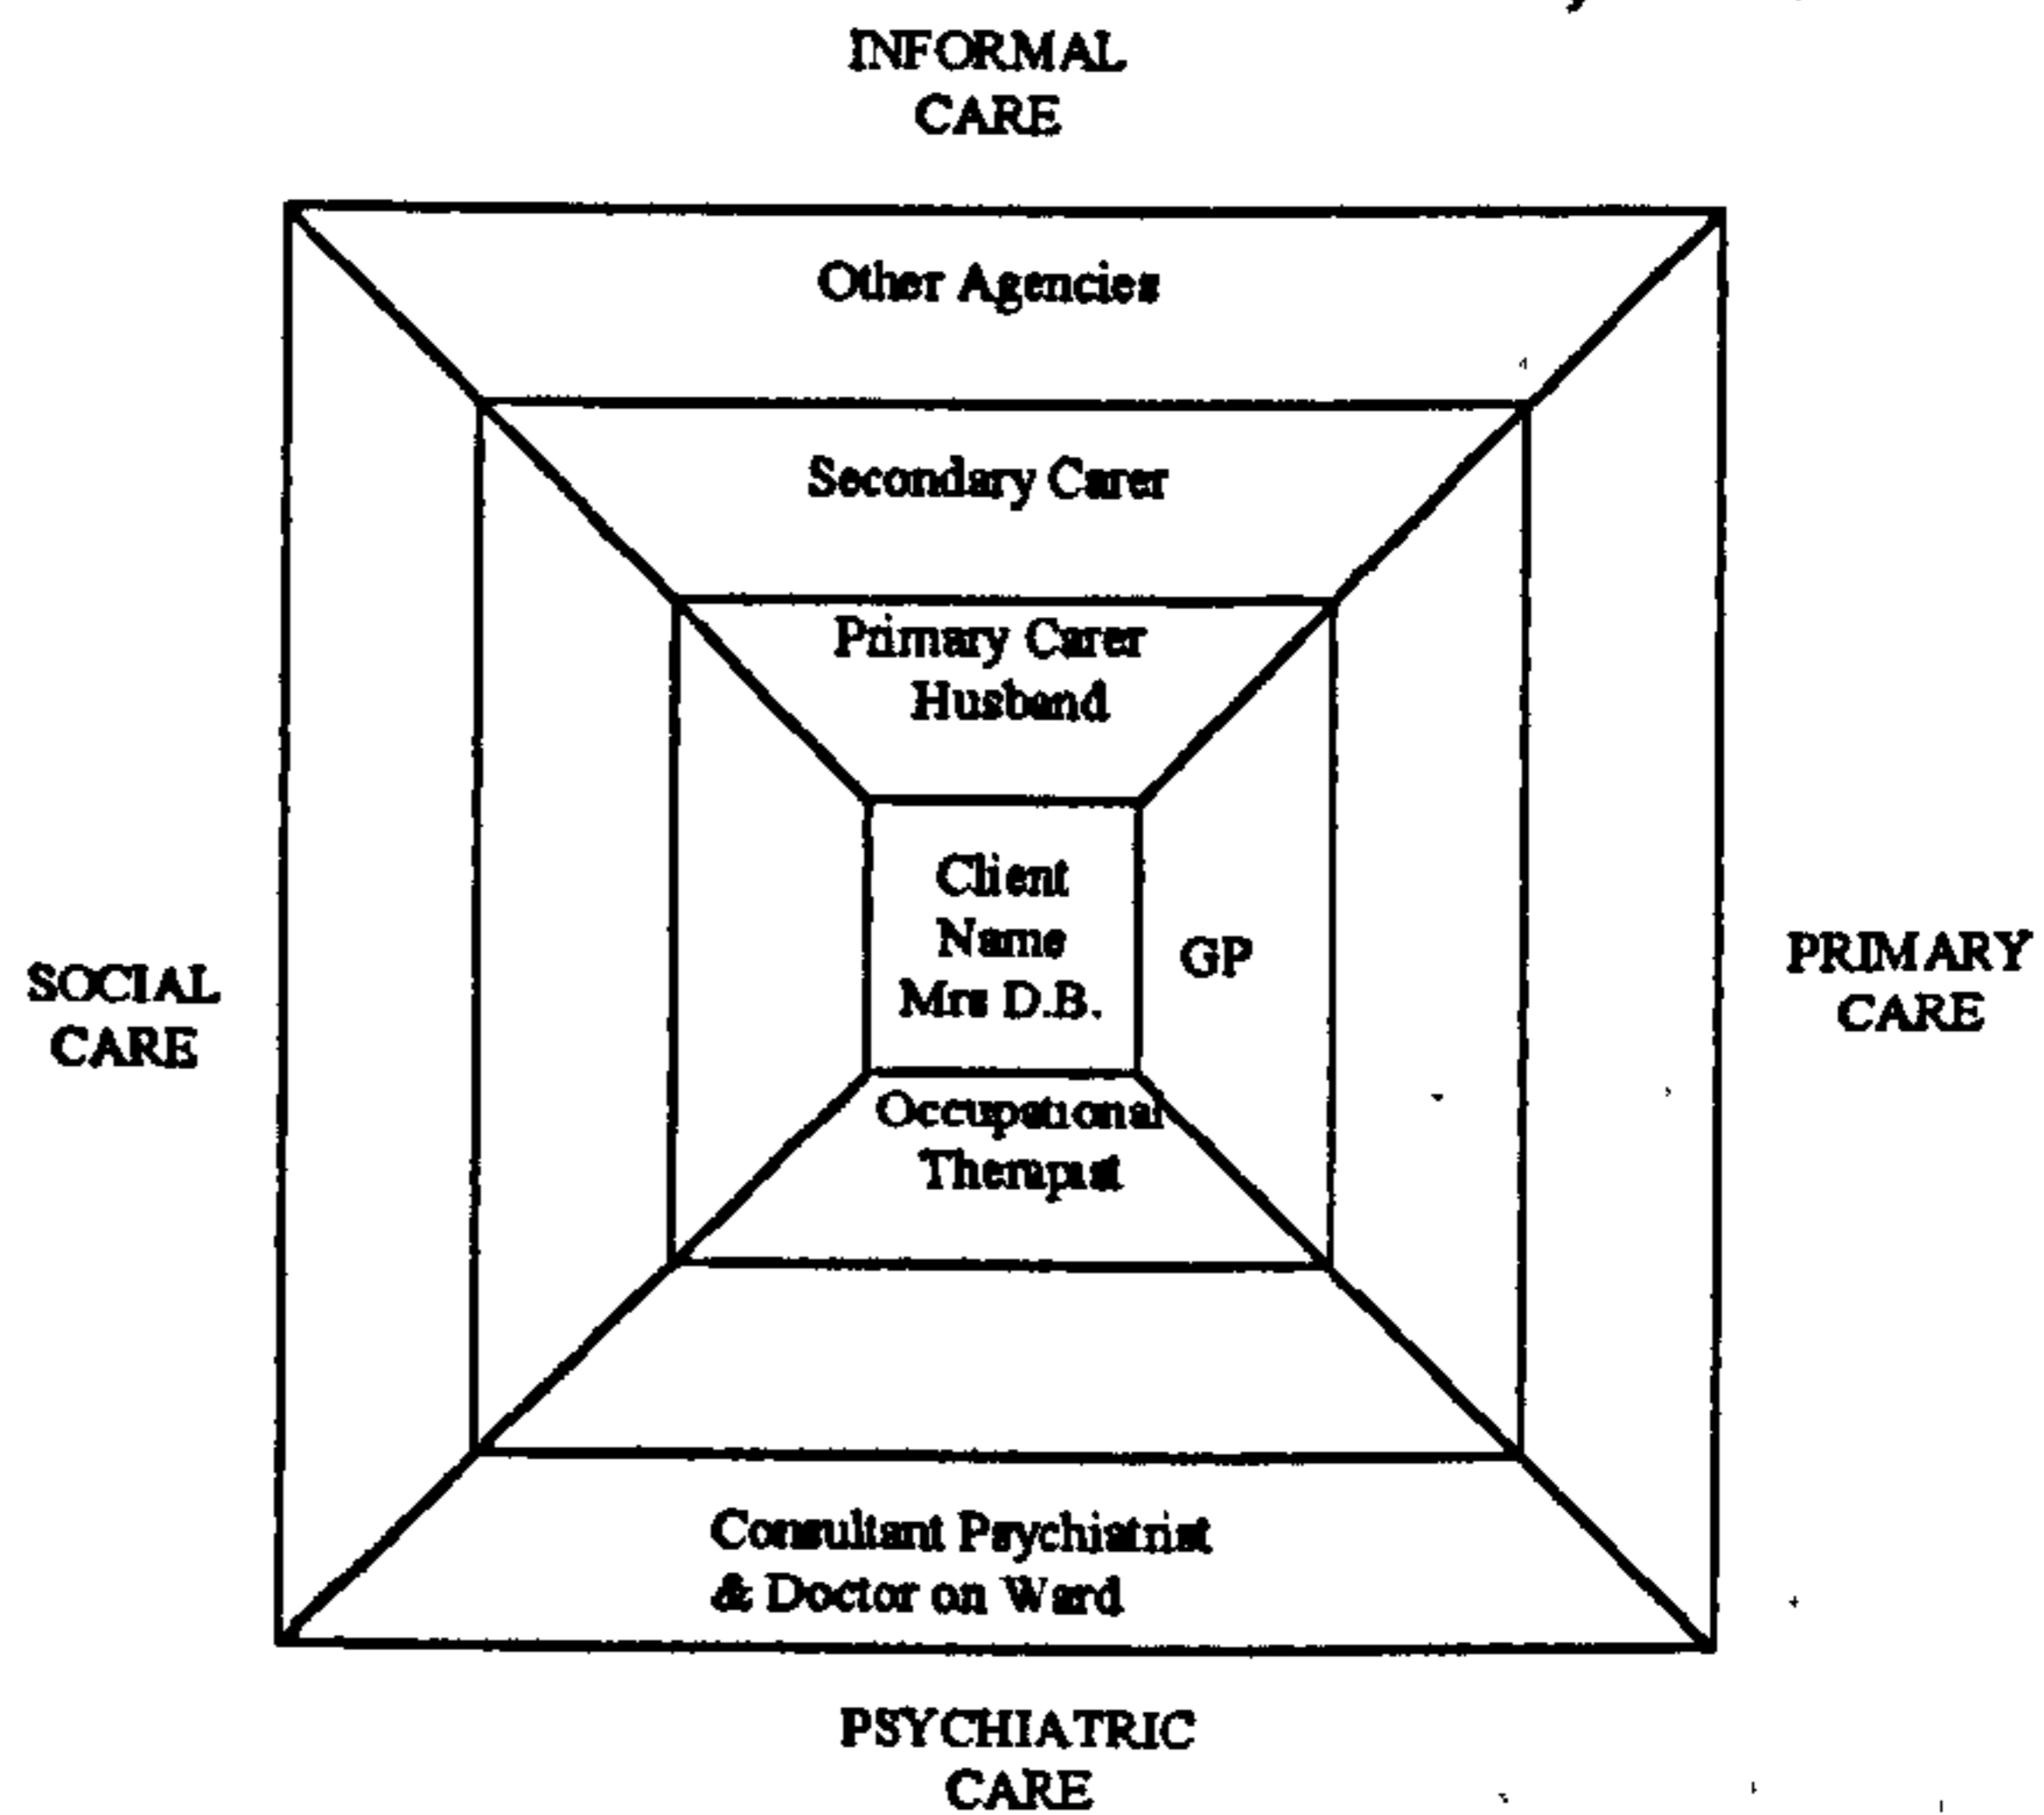 INFORMAL
CARE
Other Agencies
Secondary Carer
Primary Carer
Husband
Client
Name
Mrs D.B.
GP
SOCIAL
CARE
PRIMARY
CARE
Occupational
Therapist
Consultant Psychiatrist
& Doctor on Ward
PSYCHIATRIC
CARE